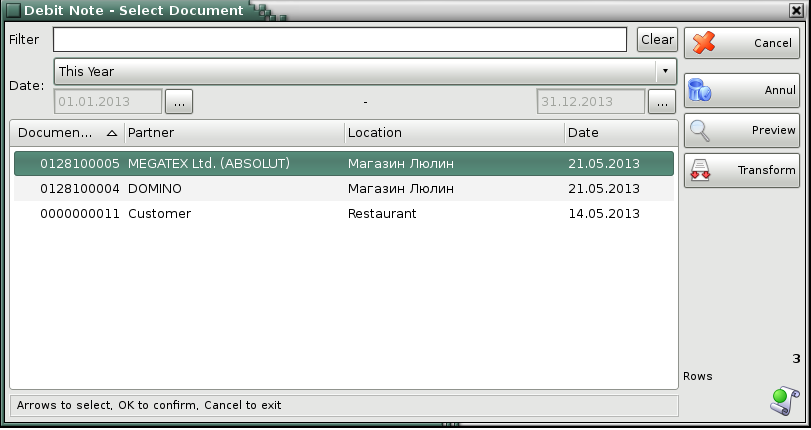 Debit Note - Select Document
Filter Clear Cancel
Date: This Year
01.01.2013 ... - 31.12.2013 ...
Annul
Preview
Transform
Documen... Partner Location Date
0128100005 MEGATEX Ltd. (ABSOLUT) Магазин Люлин 21.05.2013
0128100004 DOMINO Магазин Люлин 21.05.2013
0000000011 Customer Restaurant 14.05.2013
3
Rows
Arrows to select, OK to confirm, Cancel to exit